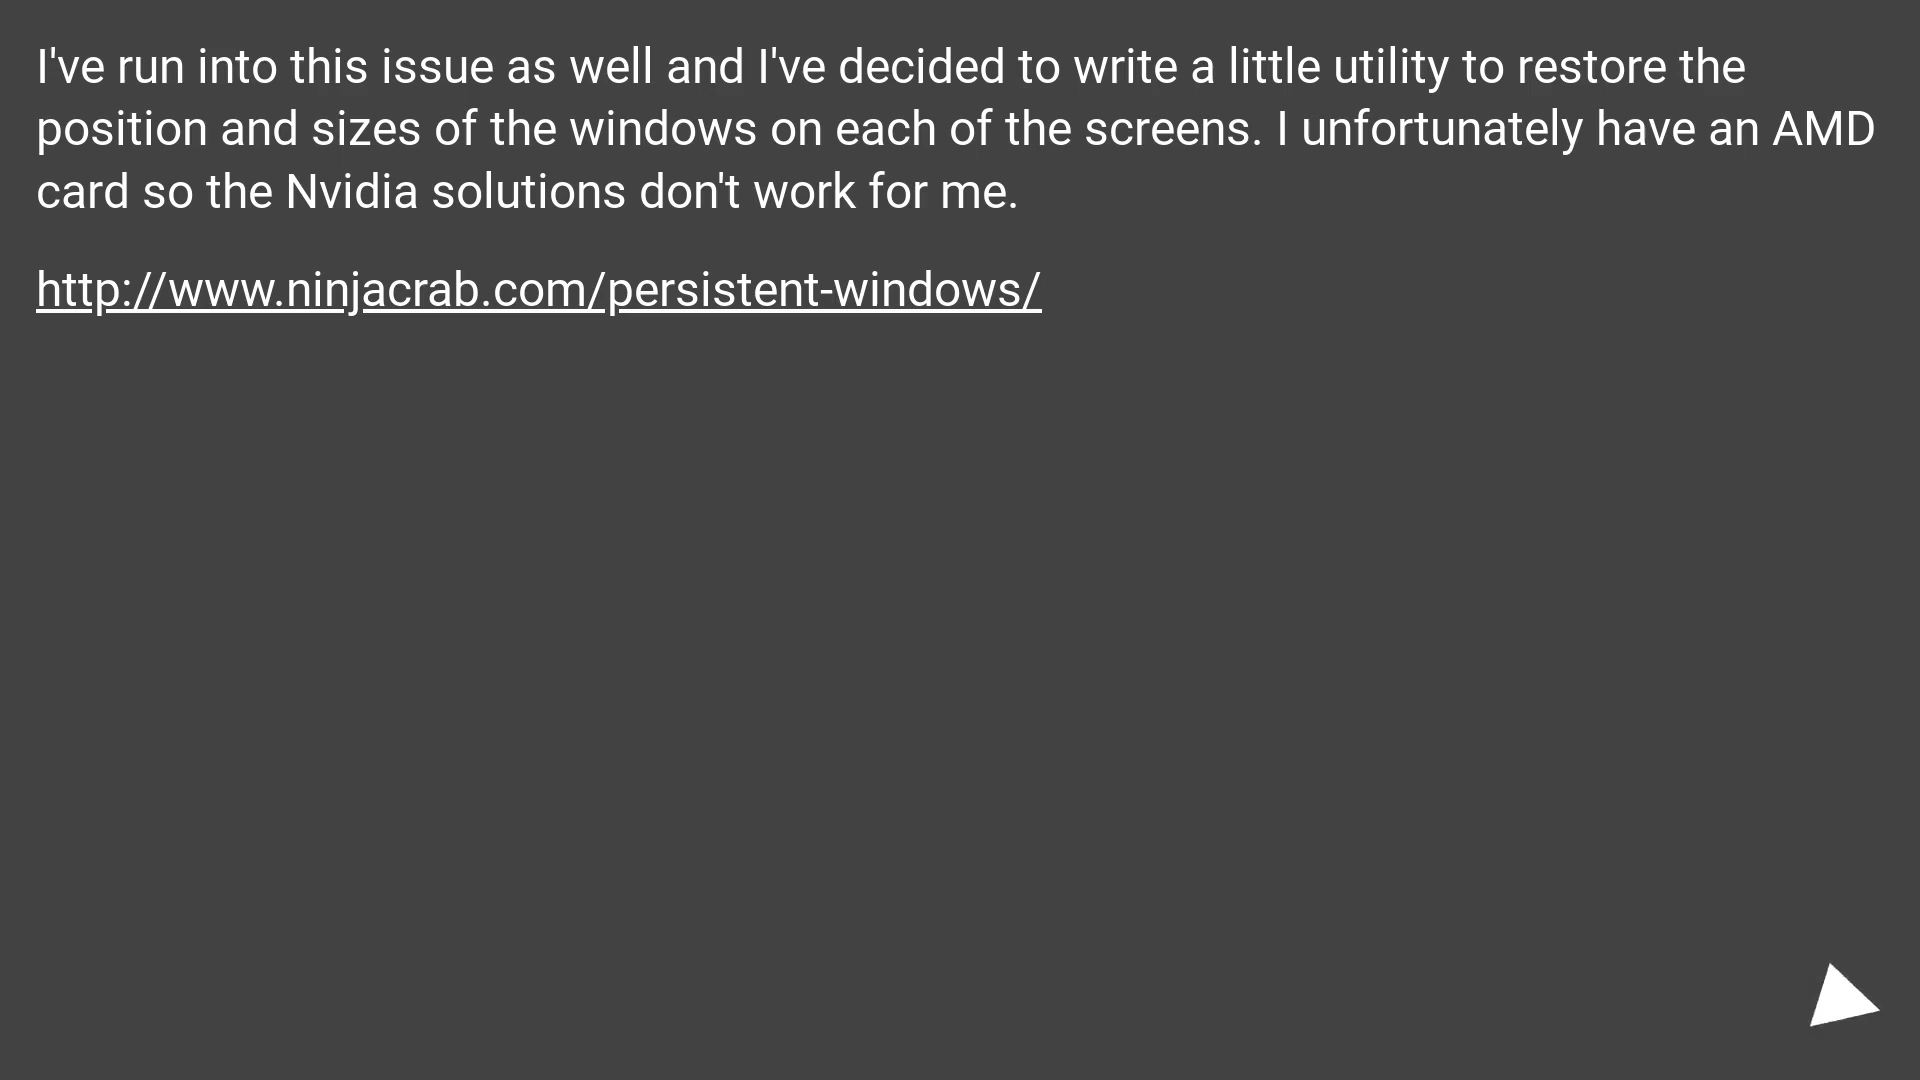 I've run into this issue as well and I've decided to write a little utility to restore the
position and sizes of the windows on each of the screens. I unfortunately have an AMD
card so the Nvidia solutions don't work for me.
http://www.ninjacrab.com/persistent-windows/